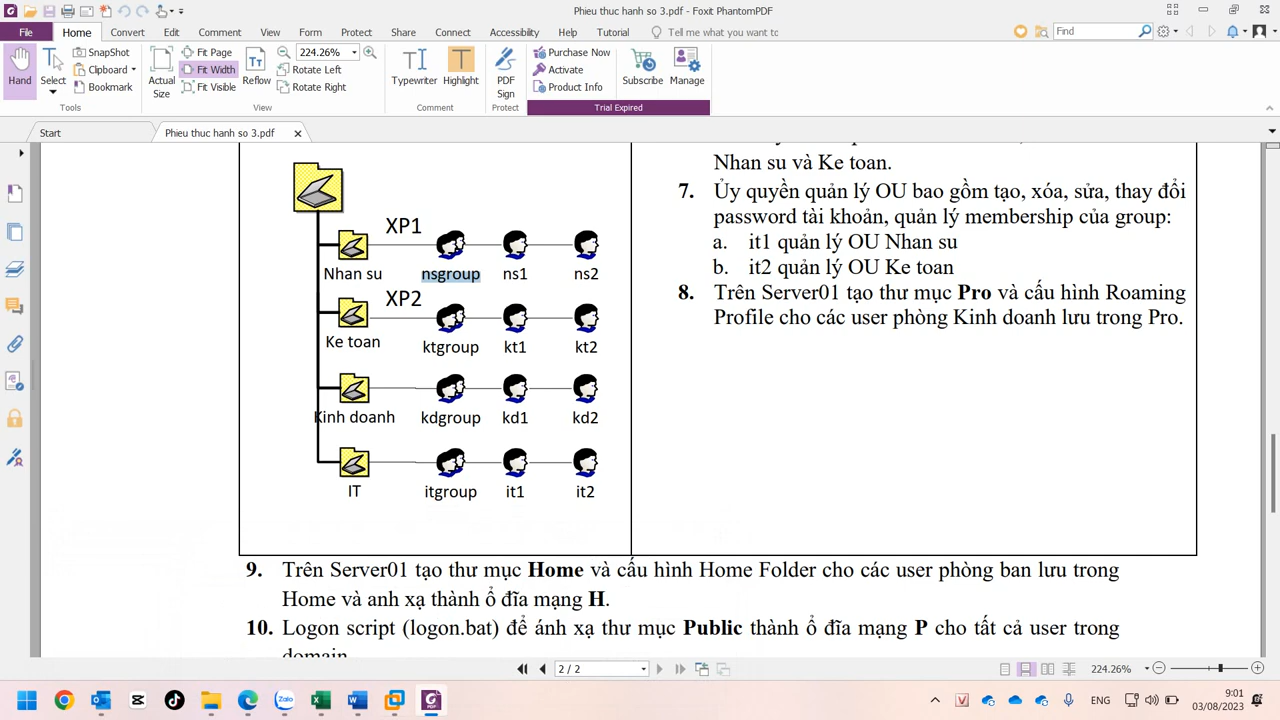 Phieu thuc hanh so 3.pdf - Foxit PhantomPDF
File Home Convert Edit Comment View Form Protect Share Connect Accessibility Help Tutorial Tell me what you want to Find
Hand
Select
SnapShot
Clipboard
Bookmark
Tools
Actual Size
Fit Page
Fit Width
Fit Visible
Reflow
224.26%
Rotate Left
Rotate Right
View
Typewriter
Highlight
Comment
PDF Sign
Protect
Purchase Now
Activate
Product Info
Subscribe
Manage
Trial Expired
Start
Phieu thuc hanh so 3.pdf
XP1
Nhan su nsgroup ns1 ns2
XP2
Ke toan ktgroup kt1 kt2
Kinh doanh kdgroup kd1 kd2
IT itgroup it1 it2
Nhan su và Ke toan.
7. Ủy quyền quản lý OU bao gồm tạo, xóa, sửa, thay đổi
password tài khoản, quản lý membership của group:
a. it1 quản lý OU Nhan su
b. it2 quản lý OU Ke toan
8. Trên Server01 tạo thư mục Pro và cấu hình Roaming
Profile cho các user phòng Kinh doanh lưu trong Pro.
9. Trên Server01 tạo thư mục Home và cấu hình Home Folder cho các user phòng ban lưu trong
Home và anh xạ thành ổ đĩa mạng H.
10. Logon script (logon.bat) để ánh xạ thư mục Public thành ổ đĩa mạng P cho tất cả user trong
domain
2 / 2
224.26%
ENG
9:01
03/08/2023